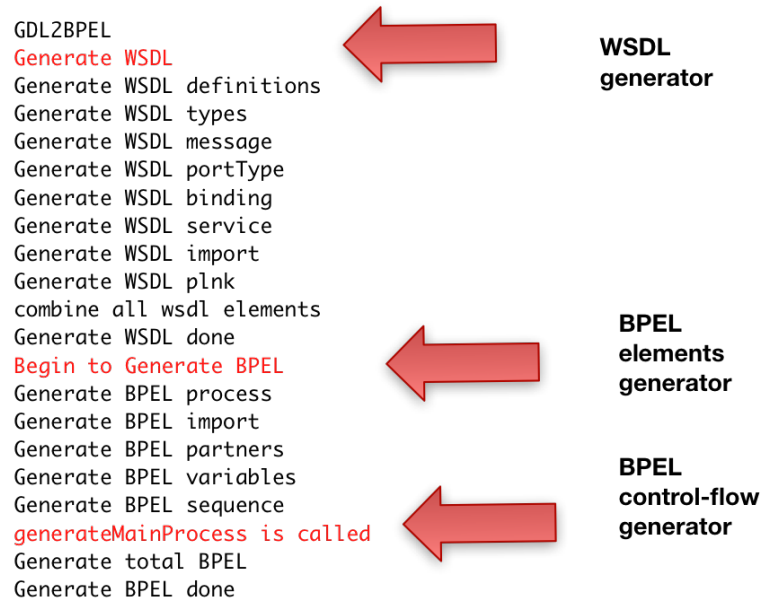 GDL2BPEL
Generate WSDL
Generate WSDL definitions
Generate WSDL types
Generate WSDL message
Generate WSDL portType
Generate WSDL binding
Generate WSDL service
Generate WSDL import
Generate WSDL plnk
combine all wsdl elements
Generate WSDL done
Begin to Generate BPEL
Generate BPEL process
Generate BPEL import
Generate BPEL partners
Generate BPEL variables
Generate BPEL sequence
generateMainProcess is called
Generate total BPEL
Generate BPEL done
WSDL
generator
BPEL
elements
generator
BPEL
control-flow
generator